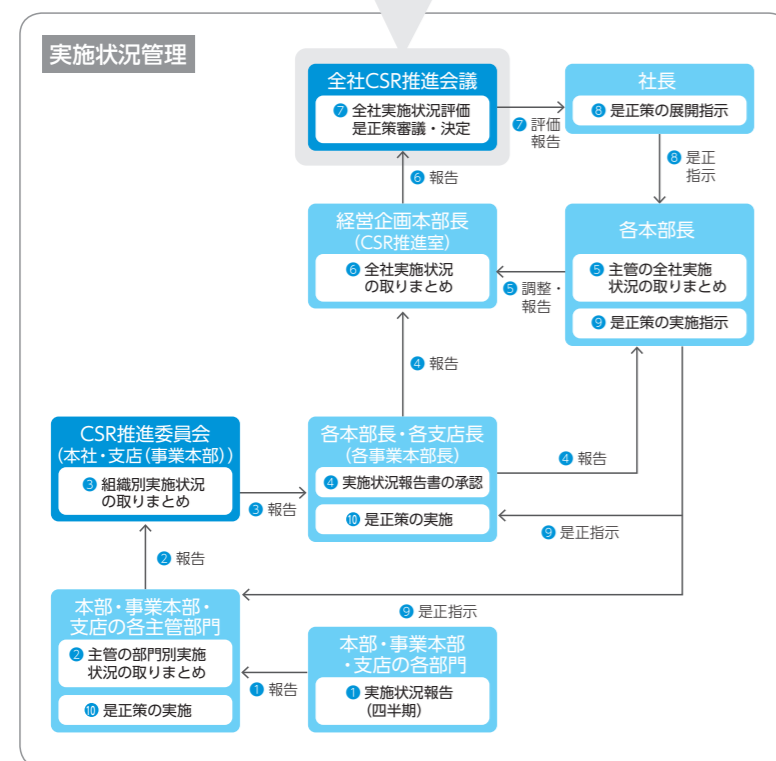 実施状況管理
全社CSR推進会議
❼ 全社実施状況評価
是正策審議・決定
❼ 評価
報告
社長
❽ 是正策の展開指示
❽ 是正
指示
❻ 報告
経営企画本部長
(CSR推進室)
❻ 全社実施状況
の取りまとめ
❺ 調整・
報告
各本部長
❺ 主管の全社実施
状況の取りまとめ
❾ 是正策の実施指示
❹ 報告
CSR推進委員会
(本社・支店(事業本部))
❸ 組織別実施状況
の取りまとめ
❸ 報告
各本部長・各支店長
(各事業本部長)
❹ 実施状況報告書の承認
❿ 是正策の実施
❹ 報告
❾ 是正指示
❷ 報告
❾ 是正指示
本部・事業本部・
支店の各主管部門
❷ 主管の部門別実施
状況の取りまとめ
❿ 是正策の実施
❶ 報告
本部・事業本部
・支店の各部門
❶ 実施状況報告
(四半期)